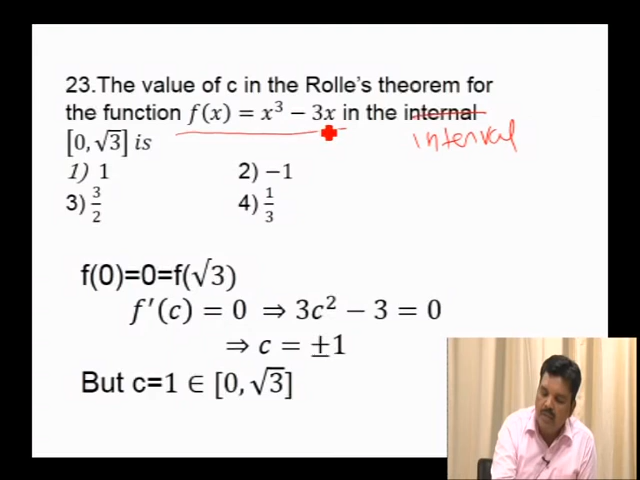 23.The value of c in the Rolle's theorem for
the function f(x) = x³ − 3x in the internal
interval
[0, √3] is
1) 1 2) −1
3) 3/2 4) 1/3
f(0)=0=f(√3)
f′(c) = 0 ⇒ 3c² − 3 = 0
⇒ c = ±1
But c=1 ∈ [0, √3]